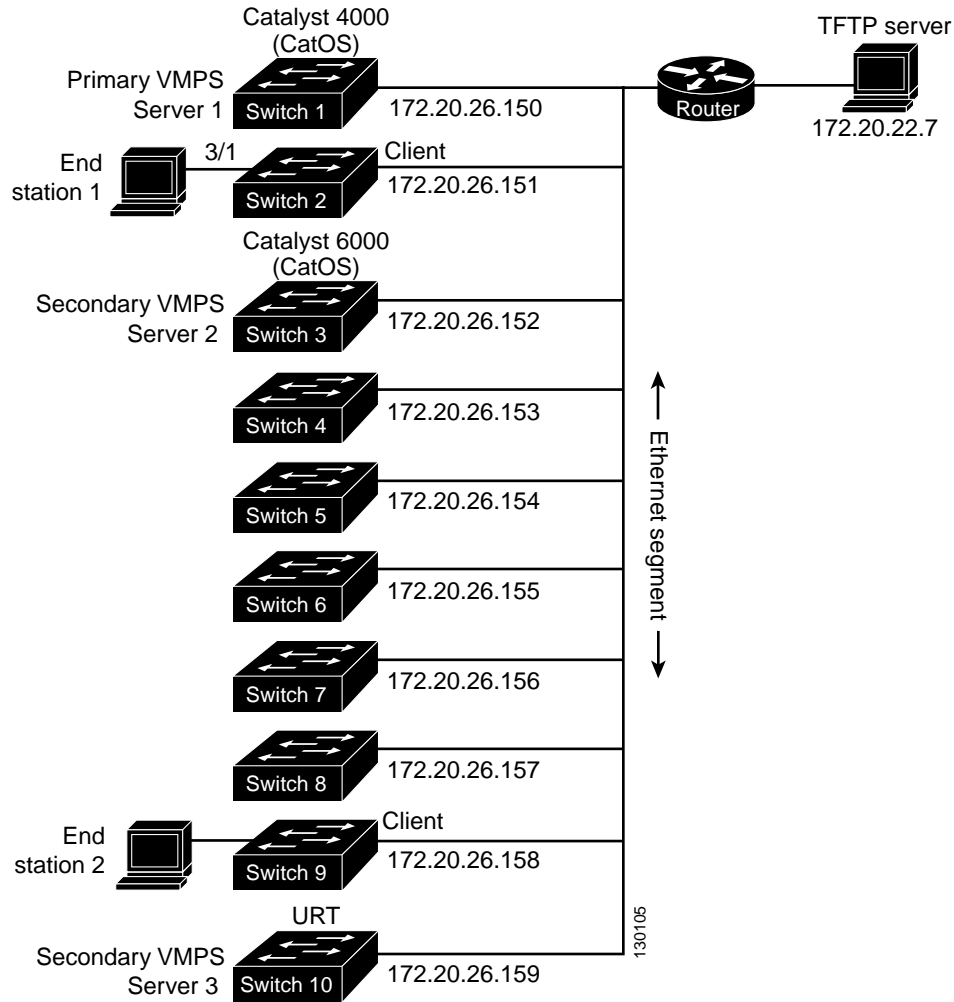 Catalyst 4000
(CatOS)
TFTP server
Primary VMPS
Server 1
Switch 1
172.20.26.150
Router
172.20.22.7
End
station 1
3/1
Client
Switch 2
172.20.26.151
Catalyst 6000
(CatOS)
Secondary VMPS
Server 2
Switch 3
172.20.26.152
Switch 4
172.20.26.153
Ethernet segment
Switch 5
172.20.26.154
Switch 6
172.20.26.155
Switch 7
172.20.26.156
Switch 8
172.20.26.157
End
station 2
Client
Switch 9
172.20.26.158
URT
Secondary VMPS
Server 3
Switch 10
172.20.26.159
130105